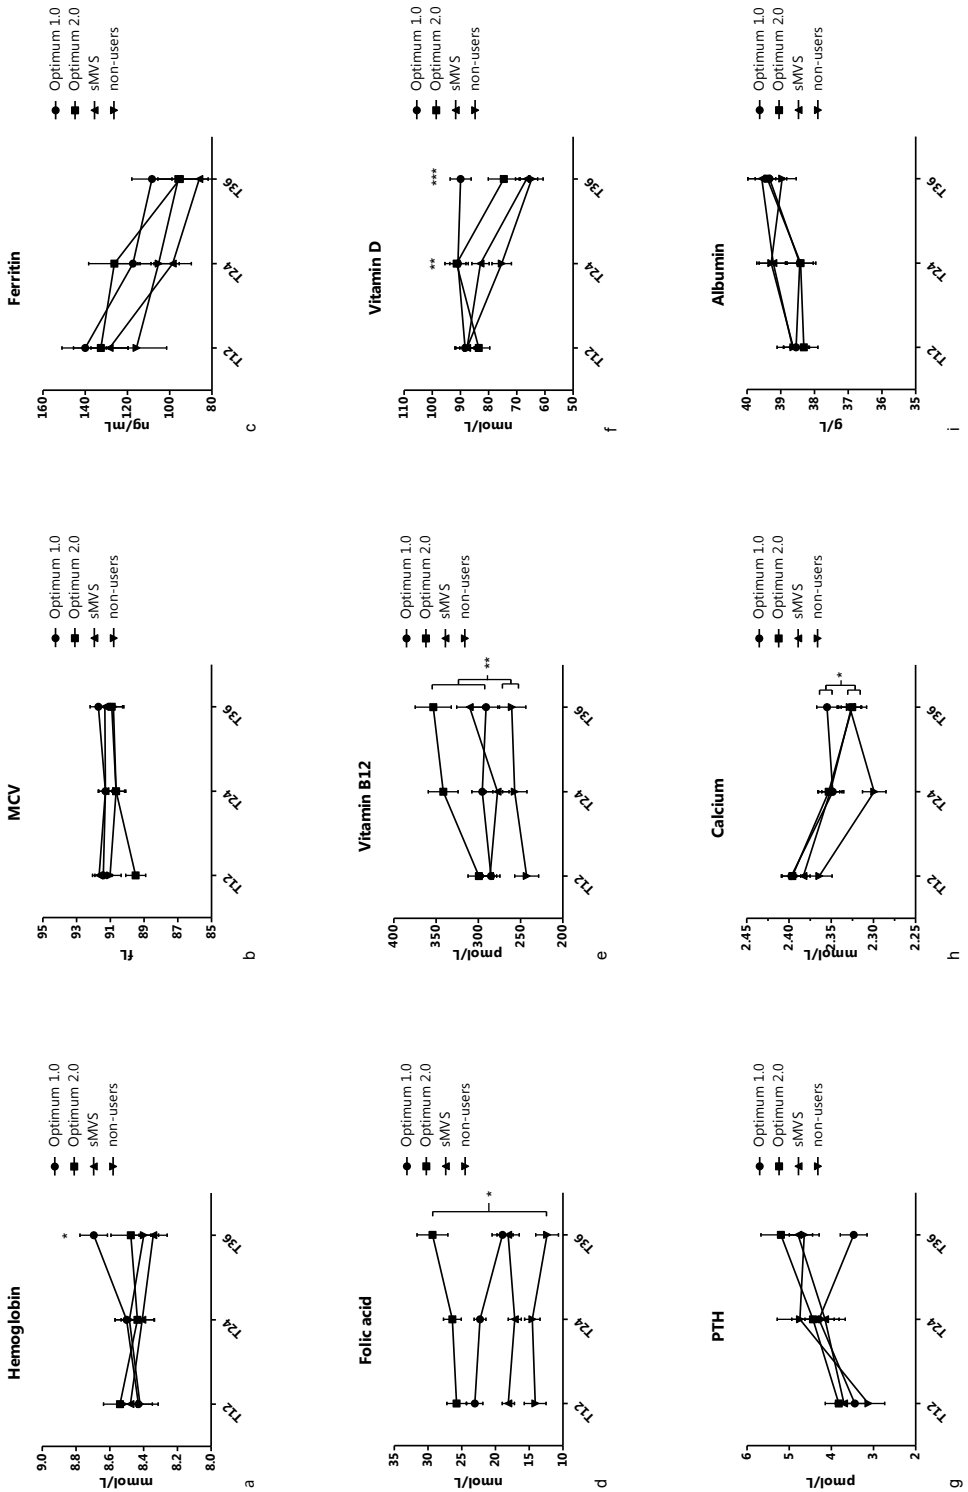 Hemoglobin
mmol/L
9.0
8.8
8.6
8.4
8.2
8.0
*
T12
T24
T36
Optimum 1.0
Optimum 2.0
sMVS
non-users
a
MCV
fL
95
93
91
89
87
85
T12
T24
T36
Optimum 1.0
Optimum 2.0
sMVS
non-users
b
Ferritin
ng/mL
160
140
120
100
80
T12
T24
T36
Optimum 1.0
Optimum 2.0
sMVS
non-users
c
Folic acid
nmol/L
35
30
25
20
15
10
*
T12
T24
T36
Optimum 1.0
Optimum 2.0
sMVS
non-users
d
Vitamin B12
pmol/L
400
350
300
250
200
**
T12
T24
T36
Optimum 1.0
Optimum 2.0
sMVS
non-users
e
Vitamin D
nmol/L
110
100
90
80
70
60
50
** ***
T12
T24
T36
Optimum 1.0
Optimum 2.0
sMVS
non-users
f
PTH
pmol/L
6
5
4
3
2
T12
T24
T36
Optimum 1.0
Optimum 2.0
sMVS
non-users
g
Calcium
mmol/L
2.45
2.40
2.35
2.30
2.25
*
T12
T24
T36
Optimum 1.0
Optimum 2.0
sMVS
non-users
h
Albumin
g/L
40
39
38
37
36
35
T12
T24
T36
Optimum 1.0
Optimum 2.0
sMVS
non-users
i